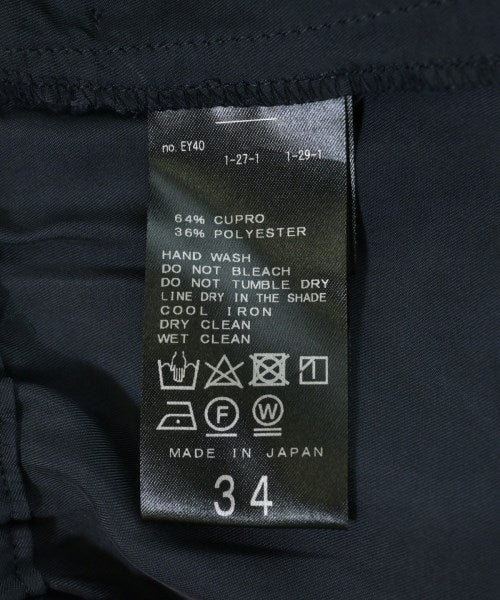 no. EY40
1-27-1 1-29-1
64% CUPRO
36% POLYESTER
HAND WASH
DO NOT BLEACH
DO NOT TUMBLE DRY
LINE DRY IN THE SHADE
COOL IRON
DRY CLEAN
WET CLEAN
F W
MADE IN JAPAN
34